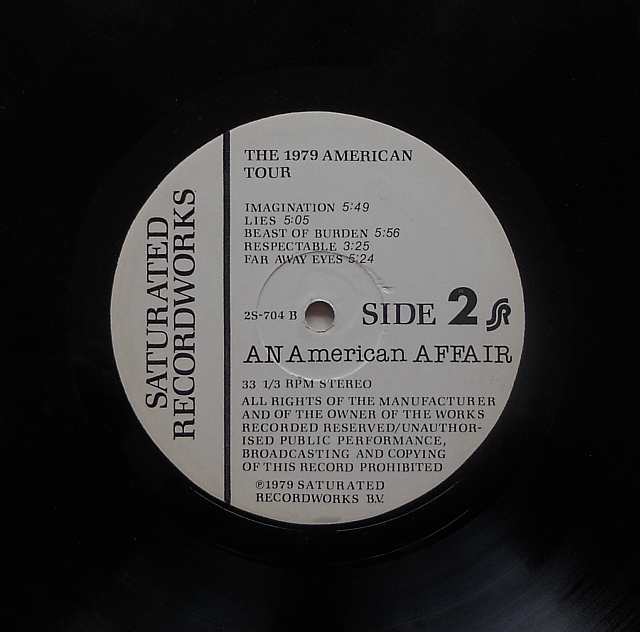 SATURATED
RECORDWORKS
THE 1979 AMERICAN
TOUR
IMAGINATION 5:49
LIES 5:05
BEAST OF BURDEN 5:56
RESPECTABLE 3:25
FAR AWAY EYES 5:24
2S-704 B
SIDE 2 SR
AN American AFFAIR
33 1/3 RPM STEREO
ALL RIGHTS OF THE MANUFACTURER
AND OF THE OWNER OF THE WORKS
RECORDED RESERVED/UNAUTHOR-
ISED PUBLIC PERFORMANCE,
BROADCASTING AND COPYING
OF THIS RECORD PROHIBITED
℗1979 SATURATED
RECORDWORKS B.V.